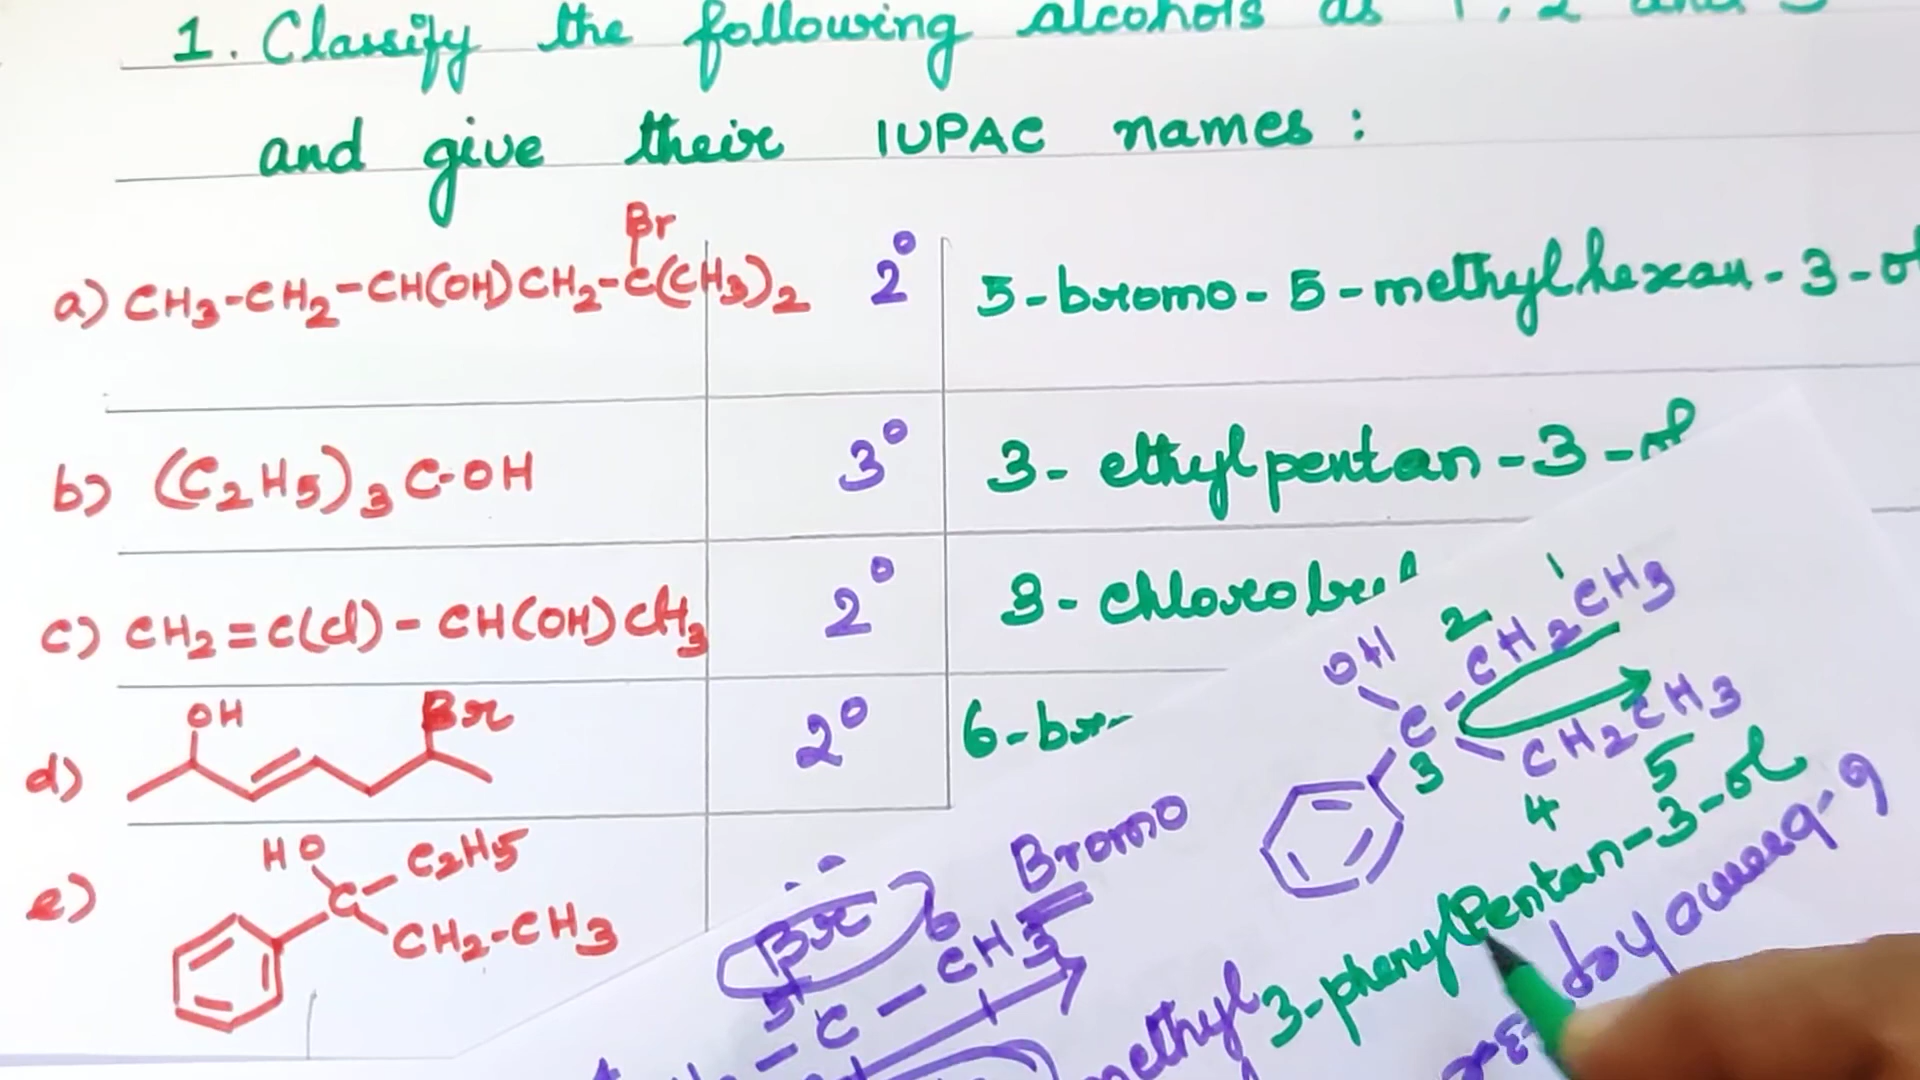 1. Classify the following alcohols as 1, 2 and 3
and give their IUPAC names :
a) CH₃-CH₂-CH(OH)CH₂-C(CH₃)₂ 2° 5-bromo-5-methylhexan-3-ol
Br
b) (C₂H₅)₃C-OH 3° 3-ethylpentan-3-ol
c) CH₂=C(Cl)-CH(OH)CH₃ 2° 3-chlorobu
d) OH Br 2° 6-br
e) HO C C₂H₅
CH₂-CH₃
OH 2 CH₂ 1 CH₃
C 3 CH₂CH₃
4 5
3-phenylPentan-3-ol
Br 6 Bromo
5 C-CH₃
methyl